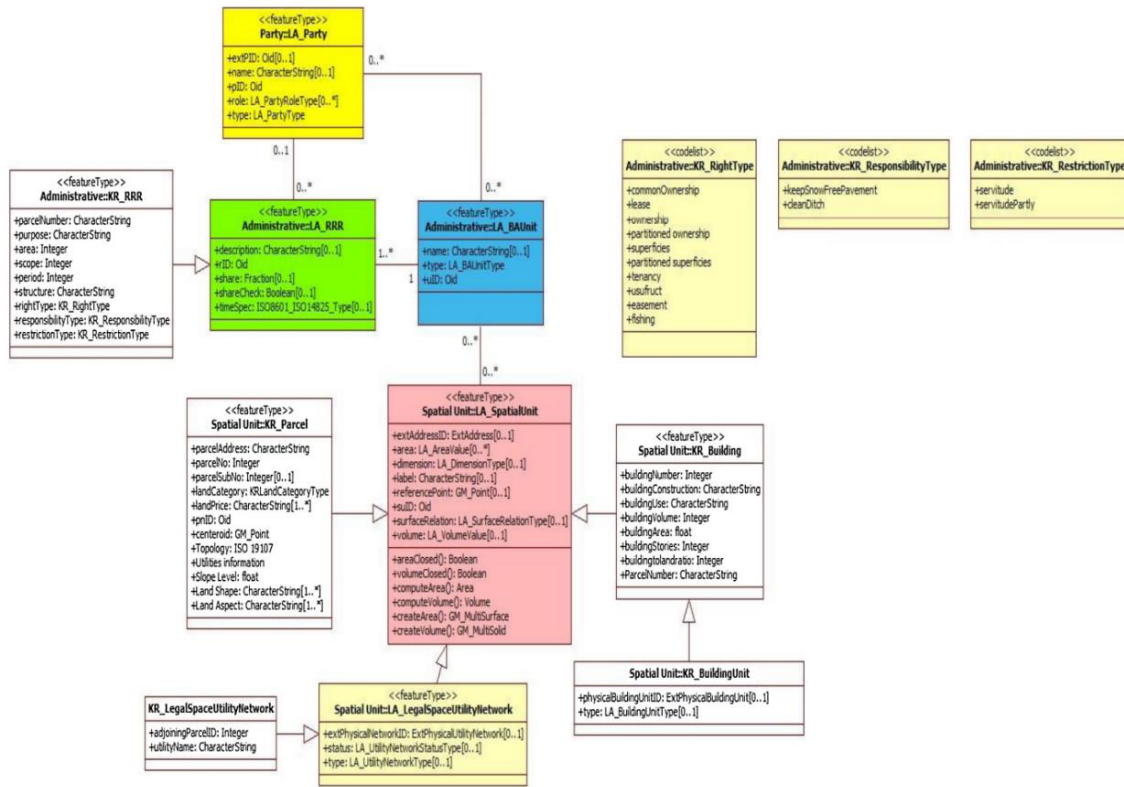 <<featureType>>
Party::LA_Party
+extPID: Oid[0..1]
+name: CharacterString[0..1]
+pID: Oid
+role: LA_PartyRoleType[0..*]
+type: LA_PartyType
0..*
0..1
0..*
0..*
<<featureType>>
Administrative::KR_RRR
+parcelNumber: CharacterString
+purpose: CharacterString
+area: Integer
+scope: Integer
+period: Integer
+structure: CharacterString
+rightType: KR_RightType
+responsibilityType: KR_ResponsibilityType
+restrictionType: KR_RestrictionType
<<featureType>>
Administrative::LA_RRR
+description: CharacterString[0..1]
+rID: Oid
+share: Fraction[0..1]
+shareCheck: Boolean[0..1]
+timeSpec: ISO8601_ISO14825_Type[0..1]
1..*
1
<<featureType>>
Administrative::LA_BAUnit
+name: CharacterString[0..1]
+type: LA_BAUnitType
+uID: Oid
0..*
0..*
<<codelist>>
Administrative::KR_RightType
+commonOwnership
+lease
+ownership
+partitioned ownership
+superficies
+partitioned superficies
+tenancy
+usufruct
+easement
+fishing
<<codelist>>
Administrative::KR_ResponsibilityType
+keepSnowFreePavement
+cleanDitch
<<codelist>>
Administrative::KR_RestrictionType
+servitude
+servitudePartly
<<featureType>>
Spatial Unit::KR_Parcel
+parcelAddress: CharacterString
+parcelNo: Integer
+parcelSubNo: Integer[0..1]
+landCategory: KRLandCategoryType
+landPrice: CharacterString[1..*]
+pnID: Oid
+centeroid: GM_Point
+Topology: ISO 19107
+Utilities information
+Slope Level: float
+Land Shape: CharacterString[1..*]
+Land Aspect: CharacterString[1..*]
<<featureType>>
Spatial Unit::LA_SpatialUnit
+extAddressID: ExtAddress[0..1]
+area: LA_AreaValue[0..*]
+dimension: LA_DimensionType[0..1]
+label: CharacterString[0..1]
+referencePoint: GM_Point[0..1]
+suID: Oid
+surfaceRelation: LA_SurfaceRelationType[0..1]
+volume: LA_VolumeValue[0..1]
+areaClosed(): Boolean
+volumeClosed(): Boolean
+computeArea(): Area
+computeVolume(): Volume
+createArea(): GM_MultiSurface
+createVolume(): GM_MultiSolid
<<featureType>>
Spatial Unit::KR_Building
+buildingNumber: Integer
+buildingConstruction: CharacterString
+buildingUse: CharacterString
+buildingVolume: Integer
+buildingArea: float
+buildingStories: Integer
+buildingtolandratio: Integer
+ParcelNumber: CharacterString
Spatial Unit::KR_BuildingUnit
+physicalBuildingUnitID: ExtPhysicalBuildingUnit[0..1]
+type: LA_BuildingUnitType[0..1]
KR_LegalSpaceUtilityNetwork
+adjoiningParcelID: Integer
+utilityName: CharacterString
<<featureType>>
Spatial Unit::LA_LegalSpaceUtilityNetwork
+extPhysicalNetworkID: ExtPhysicalUtilityNetwork[0..1]
+status: LA_UtilityNetworkStatusType[0..1]
+type: LA_UtilityNetworkType[0..1]